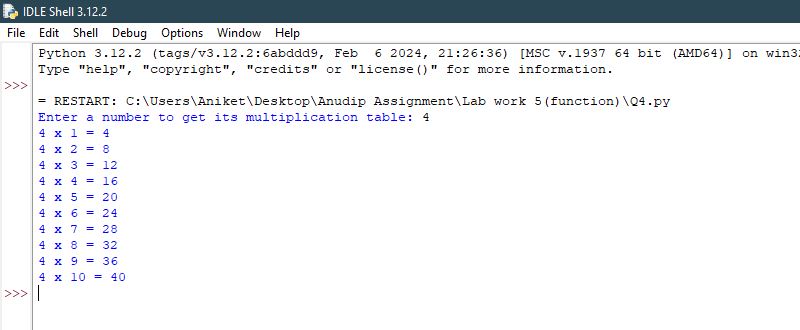 IDLE Shell 3.12.2
File Edit Shell Debug Options Window Help
Python 3.12.2 (tags/v3.12.2:6abddd9, Feb  6 2024, 21:26:36) [MSC v.1937 64 bit (AMD64)] on win32
Type "help", "copyright", "credits" or "license()" for more information.
>>>
= RESTART: C:\Users\Aniket\Desktop\Anudip Assignment\Lab work 5(function)\Q4.py
Enter a number to get its multiplication table: 4
4 x 1 = 4
4 x 2 = 8
4 x 3 = 12
4 x 4 = 16
4 x 5 = 20
4 x 6 = 24
4 x 7 = 28
4 x 8 = 32
4 x 9 = 36
4 x 10 = 40
>>>